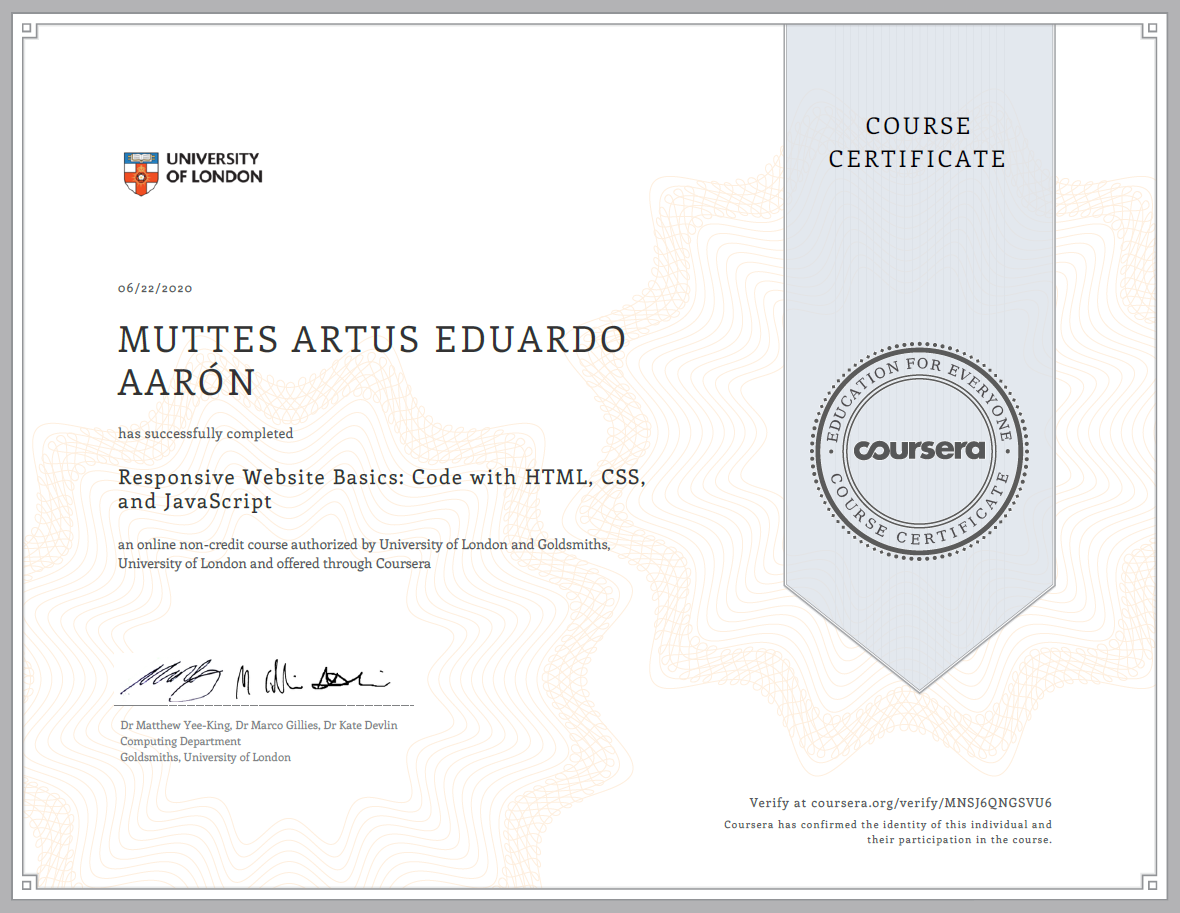 COURSE
CERTIFICATE
UNIVERSITY
OF LONDON
06/22/2020
MUTTES ARTUS EDUARDO
AARÓN
has successfully completed
Responsive Website Basics: Code with HTML, CSS,
and JavaScript
an online non-credit course authorized by University of London and Goldsmiths,
University of London and offered through Coursera
EDUCATION FOR EVERYONE
coursera
COURSE CERTIFICATE
Dr Matthew Yee-King, Dr Marco Gillies, Dr Kate Devlin
Computing Department
Goldsmiths, University of London
Verify at coursera.org/verify/MNSJ6QNGSVU6
Coursera has confirmed the identity of this individual and
their participation in the course.